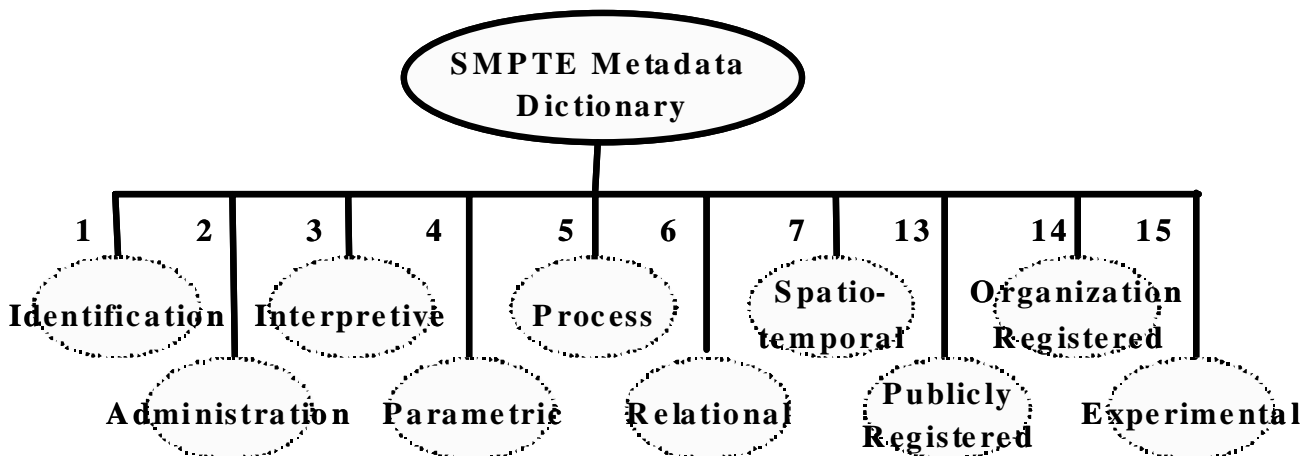 SMPTE Metadata
Dictionary
1 2 3 4 5 6 7 13 14 15
Identification
Administration
Interpretive
Parametric
Process
Relational
Spatio-
temporal
Publicly
Registered
Organization
Registered
Experimental